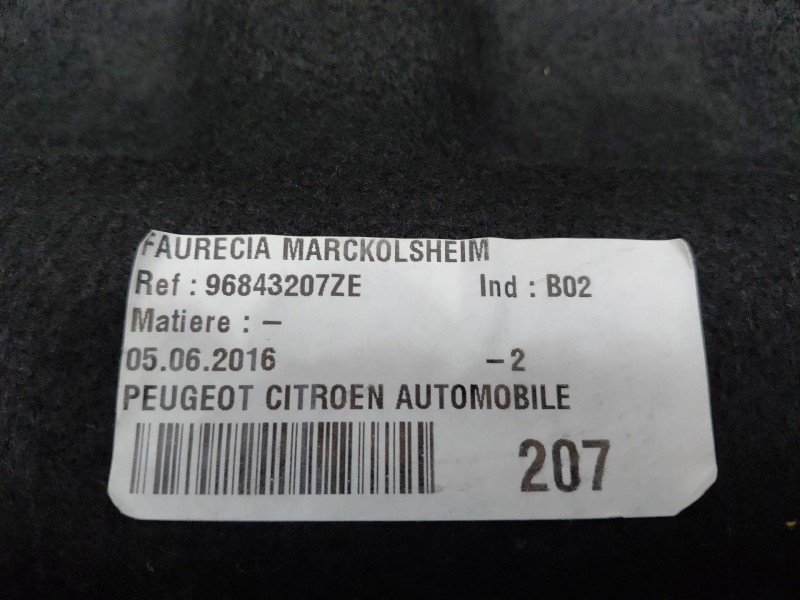 FAURECIA MARCKOLSHEIM
Ref : 96843207ZE Ind : B02
Matiere : –
05.06.2016 –2
PEUGEOT CITROEN AUTOMOBILE
207